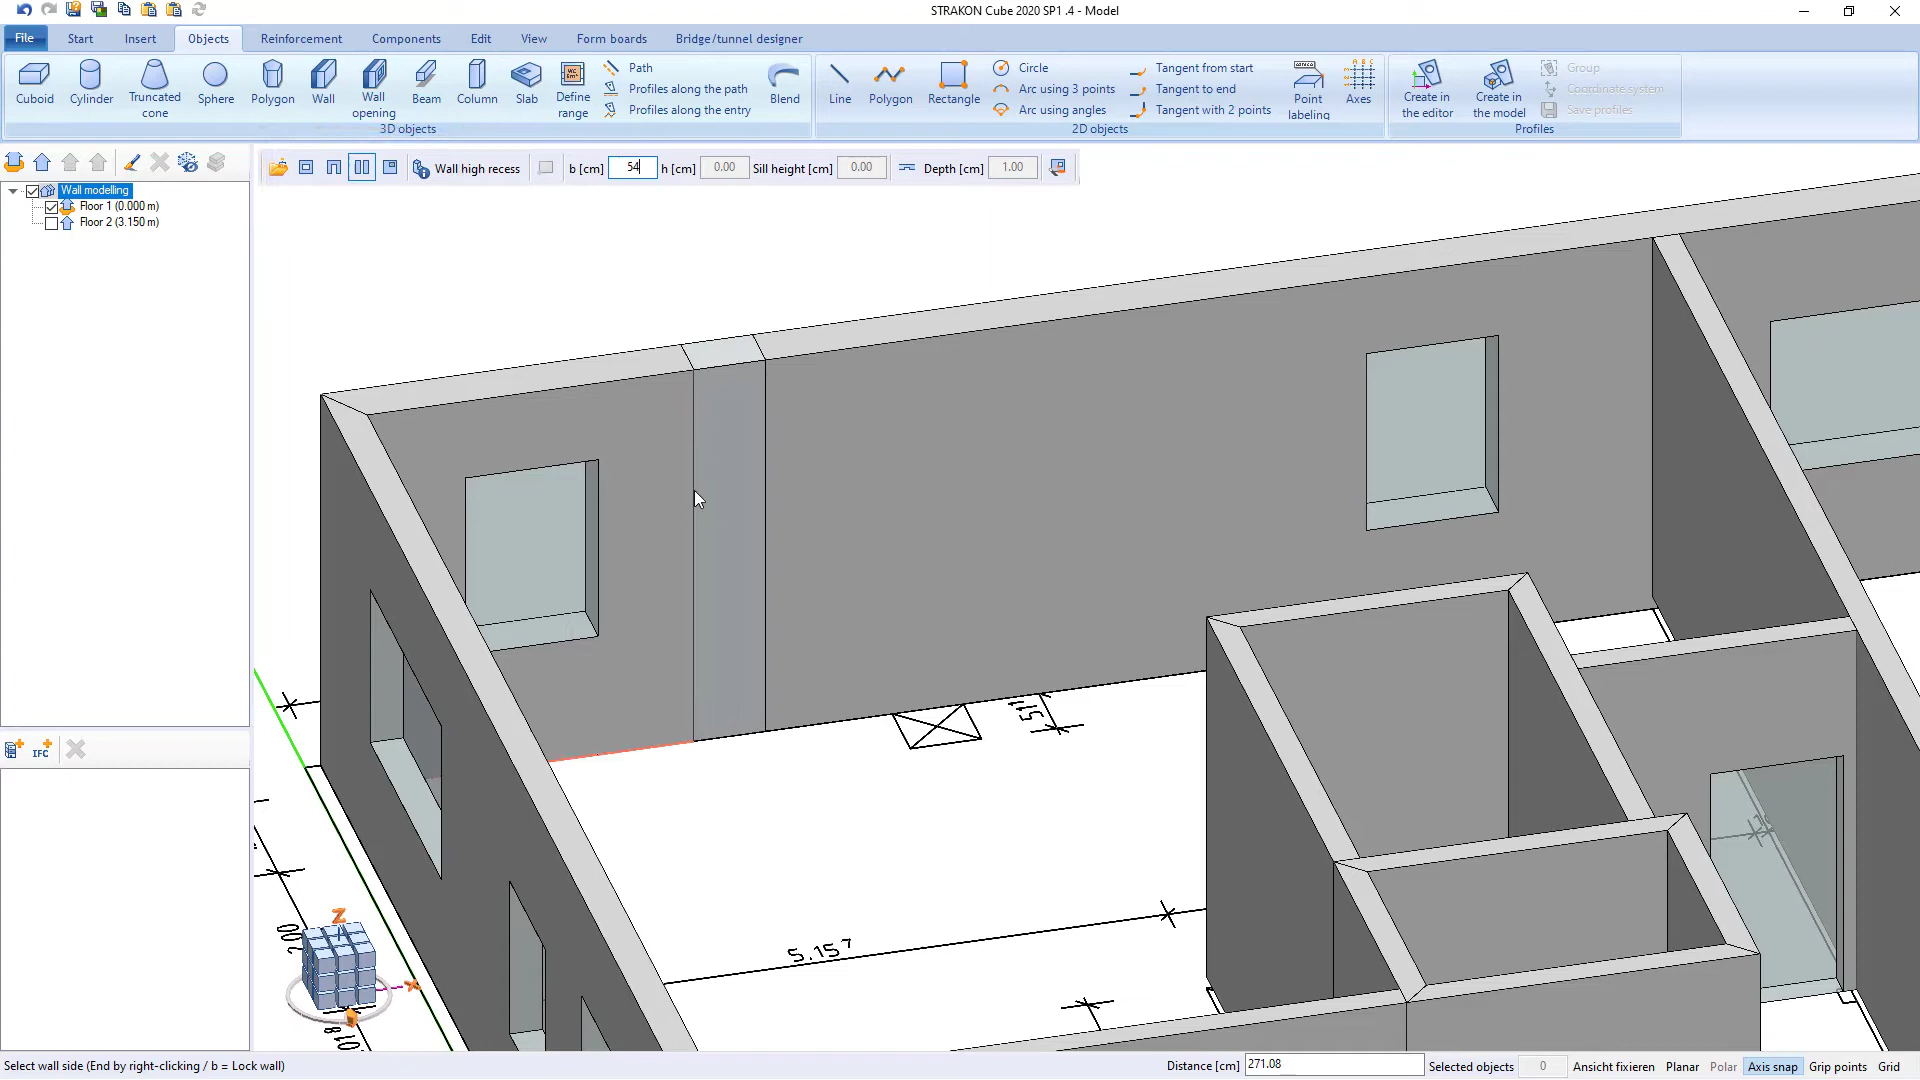 STRAKON Cube 2020 SP1 .4 - Model
File Start Insert Objects Reinforcement Components Edit View Form boards Bridge/tunnel designer
Cuboid
Cylinder
Truncated cone
Sphere
Polygon
Wall
Wall opening
Beam
Column
Slab
Define range
Path
Profiles along the path
Profiles along the entry
Blend
3D objects
Line
Polygon
Rectangle
Circle
Arc using 3 points
Arc using angles
Tangent from start
Tangent to end
Tangent with 2 points
Point labeling
Axes
2D objects
Create in the editor
Create in the model
Group
Coordinate system
Save profiles
Profiles
Wall high recess b [cm] 54 h [cm] 0.00 Sill height [cm] 0.00 Depth [cm] 1.00
Wall modelling
Floor 1 (0.000 m)
Floor 2 (3.150 m)
IFC
5.15⁷
Z
Select wall side (End by right-clicking / b = Lock wall)
Distance [cm] 271.08 Selected objects 0 Ansicht fixieren Planar Polar Axis snap Grip points Grid